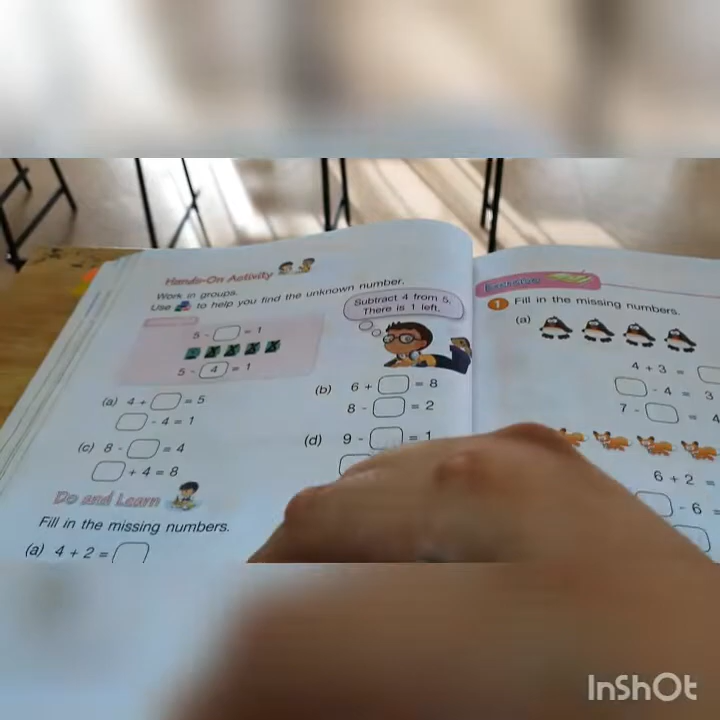 Hands-On Activity
Work in groups.
Use to help you find the unknown number.
5 - □ = 1
5 - 4 = 1
Subtract 4 from 5.
There is 1 left.
(a) 4 + □ = 5
□ - 4 = 1
(b) 6 + □ = 8
8 - □ = 2
(c) 8 - □ = 4
□ + 4 = 8
(d) 9 - □ = 1
Do and Learn
Fill in the missing numbers.
(a) 4 + 2 = □
Exercise
1 Fill in the missing numbers.
(a)
4 + 3 = □
□ - 4 = 3
7 - □ = 4
6 + 2 =
□ - 6 =
InShOt